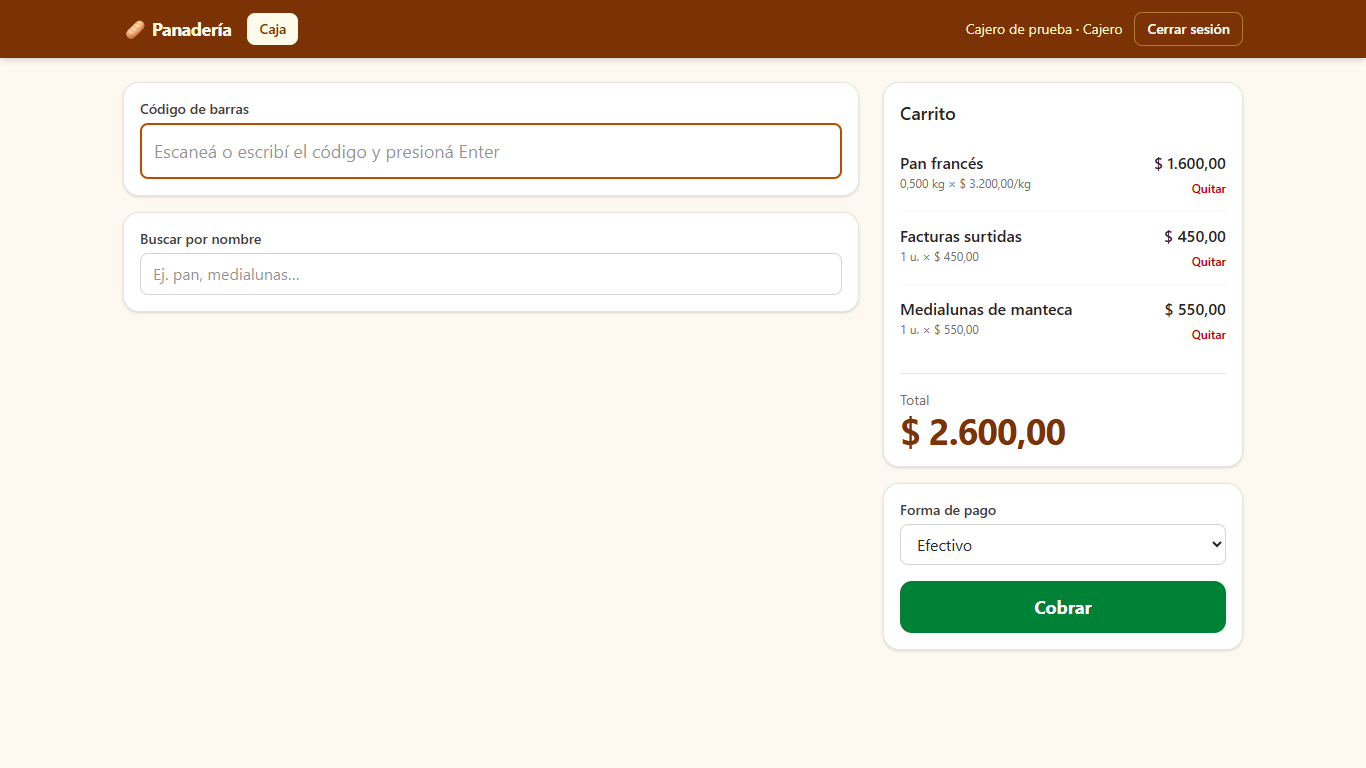 Panadería
Caja
Cajero de prueba · Cajero
Cerrar sesión
Código de barras
Escaneá o escribí el código y presioná Enter
Buscar por nombre
Ej. pan, medialunas...
Carrito
Pan francés $ 1.600,00
0,500 kg × $ 3.200,00/kg
Quitar
Facturas surtidas $ 450,00
1 u. × $ 450,00
Quitar
Medialunas de manteca $ 550,00
1 u. × $ 550,00
Quitar
Total
$ 2.600,00
Forma de pago
Efectivo
Cobrar